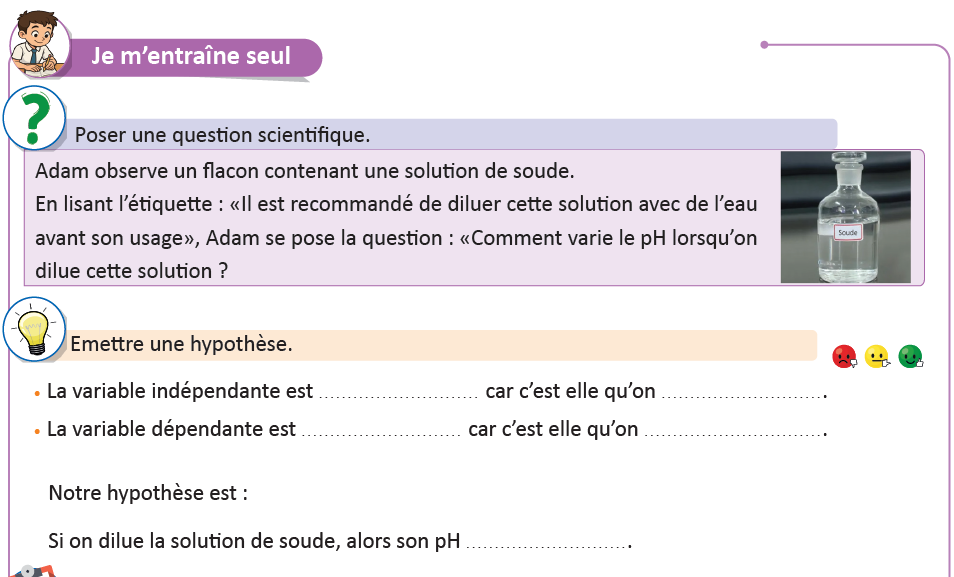 Je m’entraîne seul
Poser une question scientifique.
Adam observe un flacon contenant une solution de soude.
En lisant l’étiquette : «Il est recommandé de diluer cette solution avec de l’eau
avant son usage», Adam se pose la question : «Comment varie le pH lorsqu’on
dilue cette solution ?
Soude
Emettre une hypothèse.
• La variable indépendante est ............................ car c’est elle qu’on .............................
• La variable dépendante est ............................ car c’est elle qu’on ...............................
Notre hypothèse est :
Si on dilue la solution de soude, alors son pH .............................